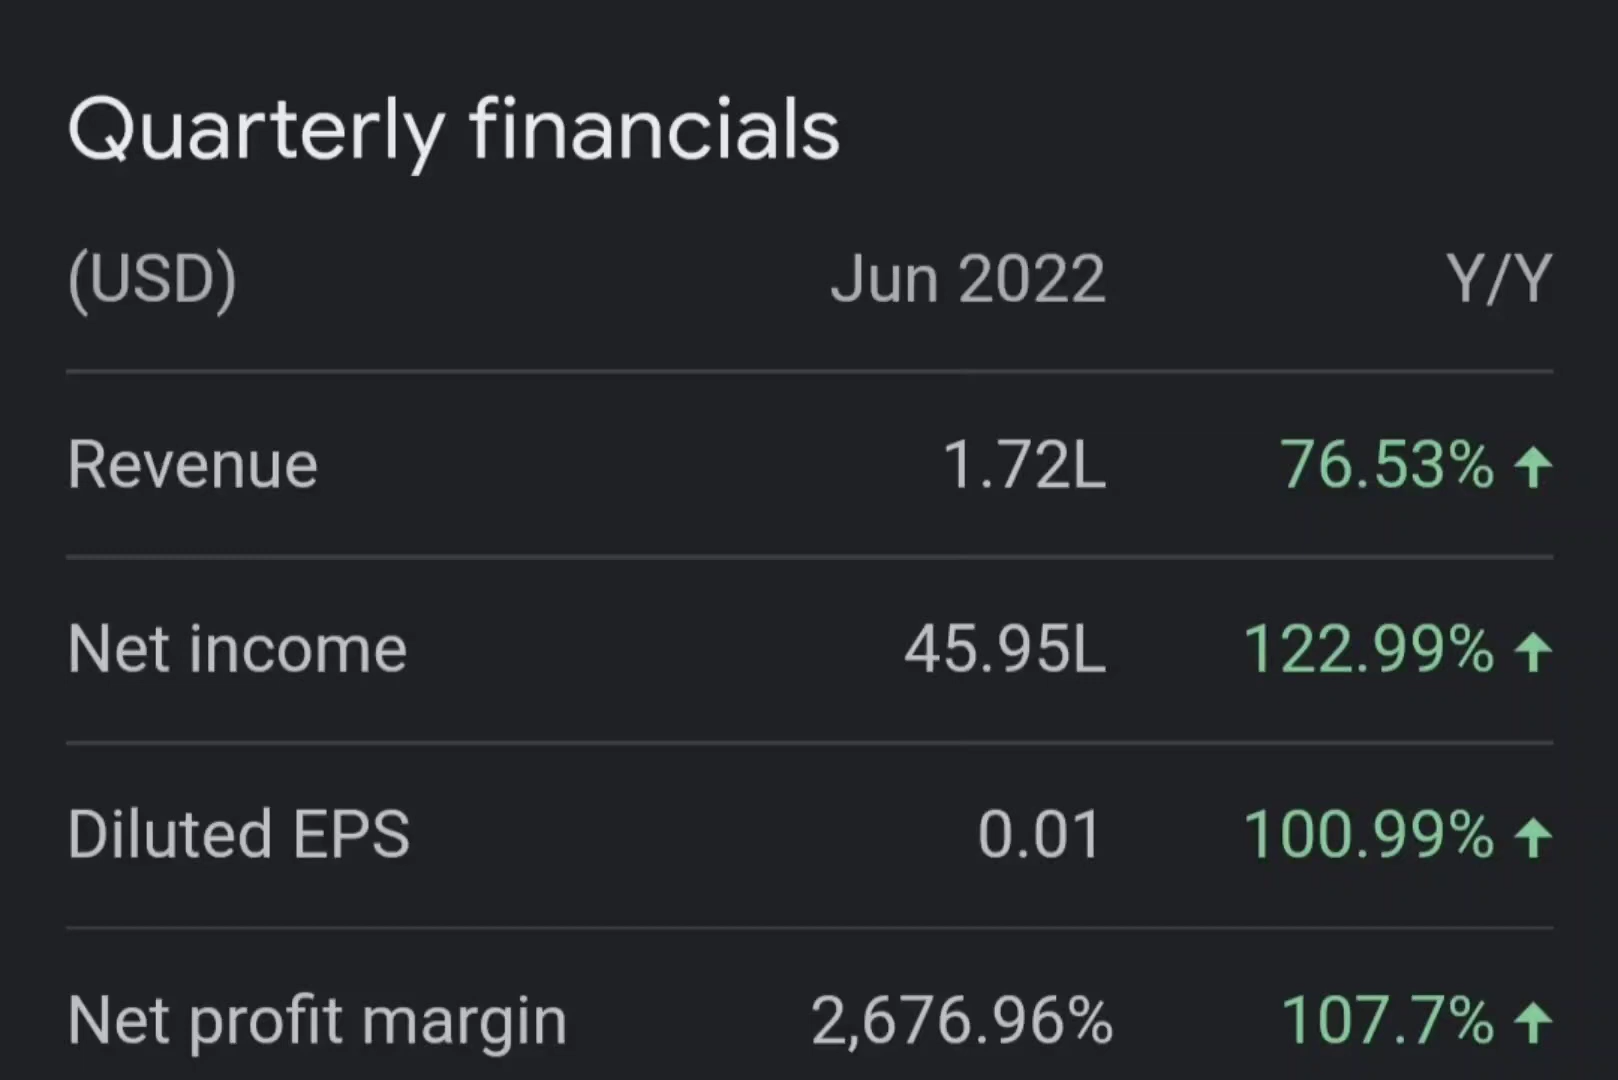 Quarterly financials
(USD) Jun 2022 Y/Y
Revenue 1.72L 76.53% ↑
Net income 45.95L 122.99% ↑
Diluted EPS 0.01 100.99% ↑
Net profit margin 2,676.96% 107.7% ↑